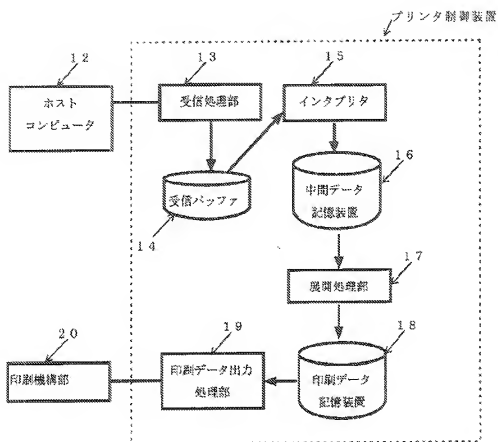 プリンタ制御装置
12
13
15
ホスト
コンピュータ
受信処理部
インタプリタ
受信バッファ
14
16
中間データ
記憶装置
17
展開処理部
18
印刷データ
記憶装置
19
印刷データ出力
処理部
20
印刷機構部